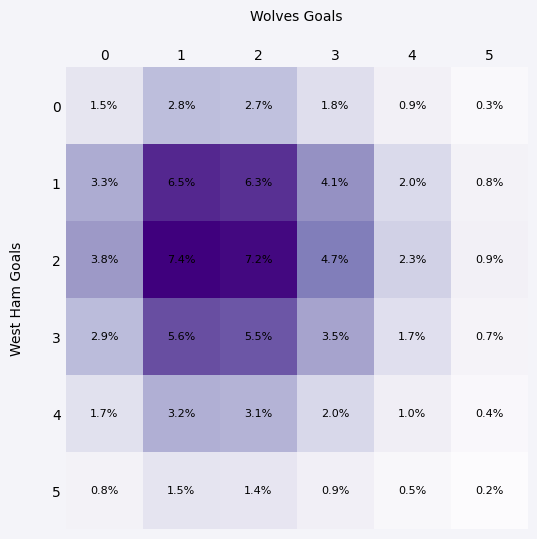 Wolves Goals
0 1 2 3 4 5
0 1.5% 2.8% 2.7% 1.8% 0.9% 0.3%
1 3.3% 6.5% 6.3% 4.1% 2.0% 0.8%
2 3.8% 7.4% 7.2% 4.7% 2.3% 0.9%
3 2.9% 5.6% 5.5% 3.5% 1.7% 0.7%
4 1.7% 3.2% 3.1% 2.0% 1.0% 0.4%
5 0.8% 1.5% 1.4% 0.9% 0.5% 0.2%
West Ham Goals